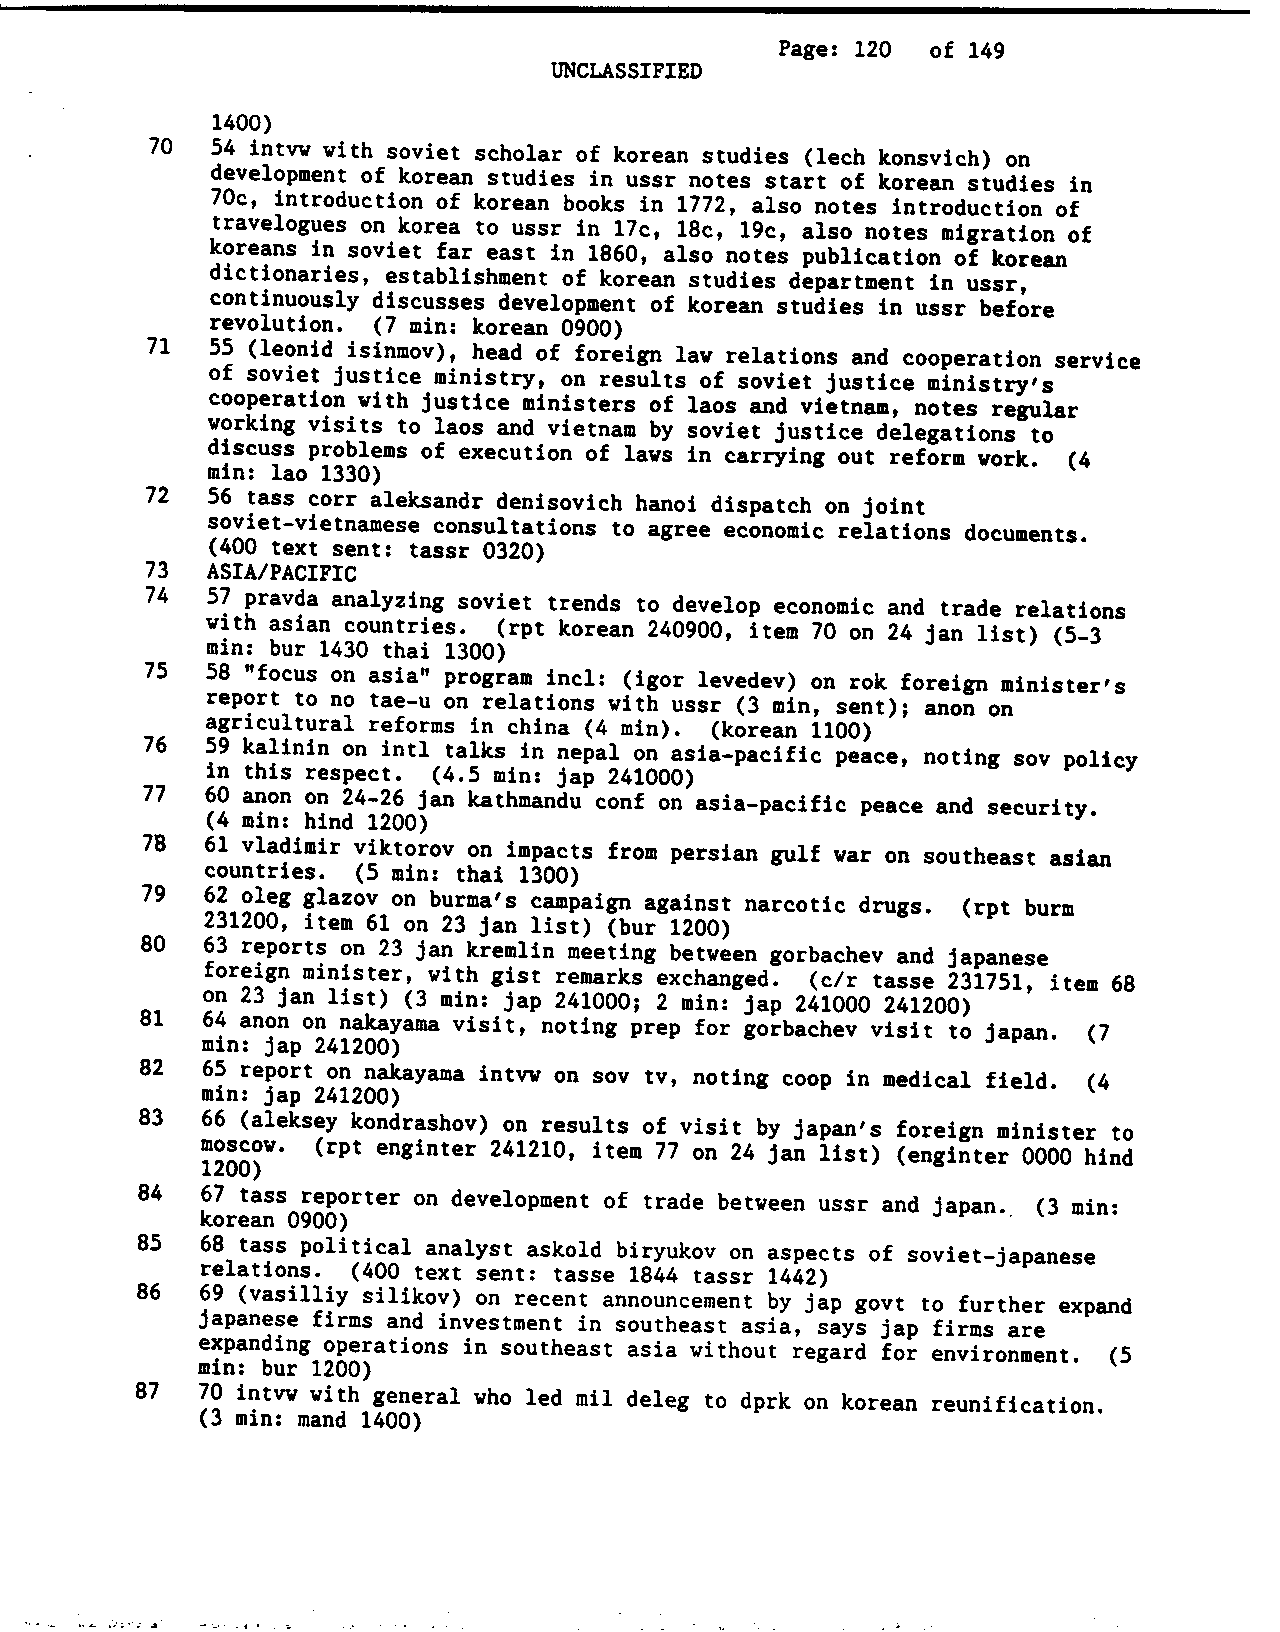 Page: 120 of 149
UNCLASSIFIED
1400)
70 54 intvw with soviet scholar of korean studies (lech konsvich) on
development of korean studies in ussr notes start of korean studies in
70c, introduction of korean books in 1772, also notes introduction of
travelogues on korea to ussr in 17c, 18c, 19c, also notes migration of
koreans in soviet far east in 1860, also notes publication of korean
dictionaries, establishment of korean studies department in ussr,
continuously discusses development of korean studies in ussr before
revolution. (7 min: korean 0900)
71 55 (leonid isinmov), head of foreign law relations and cooperation service
of soviet justice ministry, on results of soviet justice ministry's
cooperation with justice ministers of laos and vietnam, notes regular
working visits to laos and vietnam by soviet justice delegations to
discuss problems of execution of laws in carrying out reform work. (4
min: lao 1330)
72 56 tass corr aleksandr denisovich hanoi dispatch on joint
soviet-vietnamese consultations to agree economic relations documents.
(400 text sent: tassr 0320)
73 ASIA/PACIFIC
74 57 pravda analyzing soviet trends to develop economic and trade relations
with asian countries. (rpt korean 240900, item 70 on 24 jan list) (5-3
min: bur 1430 thai 1300)
75 58 "focus on asia" program incl: (igor levedev) on rok foreign minister's
report to no tae-u on relations with ussr (3 min, sent); anon on
agricultural reforms in china (4 min). (korean 1100)
76 59 kalinin on intl talks in nepal on asia-pacific peace, noting sov policy
in this respect. (4.5 min: jap 241000)
77 60 anon on 24-26 jan kathmandu conf on asia-pacific peace and security.
(4 min: hind 1200)
78 61 vladimir viktorov on impacts from persian gulf war on southeast asian
countries. (5 min: thai 1300)
79 62 oleg glazov on burma's campaign against narcotic drugs. (rpt burm
231200, item 61 on 23 jan list) (bur 1200)
80 63 reports on 23 jan kremlin meeting between gorbachev and japanese
foreign minister, with gist remarks exchanged. (c/r tasse 231751, item 68
on 23 jan list) (3 min: jap 241000; 2 min: jap 241000 241200)
81 64 anon on nakayama visit, noting prep for gorbachev visit to japan. (7
min: jap 241200)
82 65 report on nakayama intvw on sov tv, noting coop in medical field. (4
min: jap 241200)
83 66 (aleksey kondrashov) on results of visit by japan's foreign minister to
moscow. (rpt enginter 241210, item 77 on 24 jan list) (enginter 0000 hind
1200)
84 67 tass reporter on development of trade between ussr and japan. (3 min:
korean 0900)
85 68 tass political analyst askold biryukov on aspects of soviet-japanese
relations. (400 text sent: tasse 1844 tassr 1442)
86 69 (vasilliy silikov) on recent announcement by jap govt to further expand
japanese firms and investment in southeast asia, says jap firms are
expanding operations in southeast asia without regard for environment. (5
min: bur 1200)
87 70 intvw with general who led mil deleg to dprk on korean reunification.
(3 min: mand 1400)